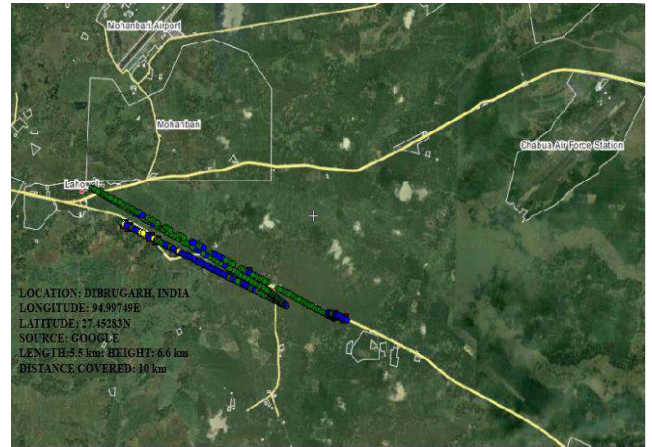 Mohanbari Airport
Mohanbari
Chabua Air Force Station
LOCATION: DIBRUGARH, INDIA
LONGITUDE: 94.99749E
LATITUDE: 27.45283N
SOURCE: GOOGLE
LENGTH:5.5 km: HEIGHT: 6.6 km
DISTANCE COVERED: 10 km